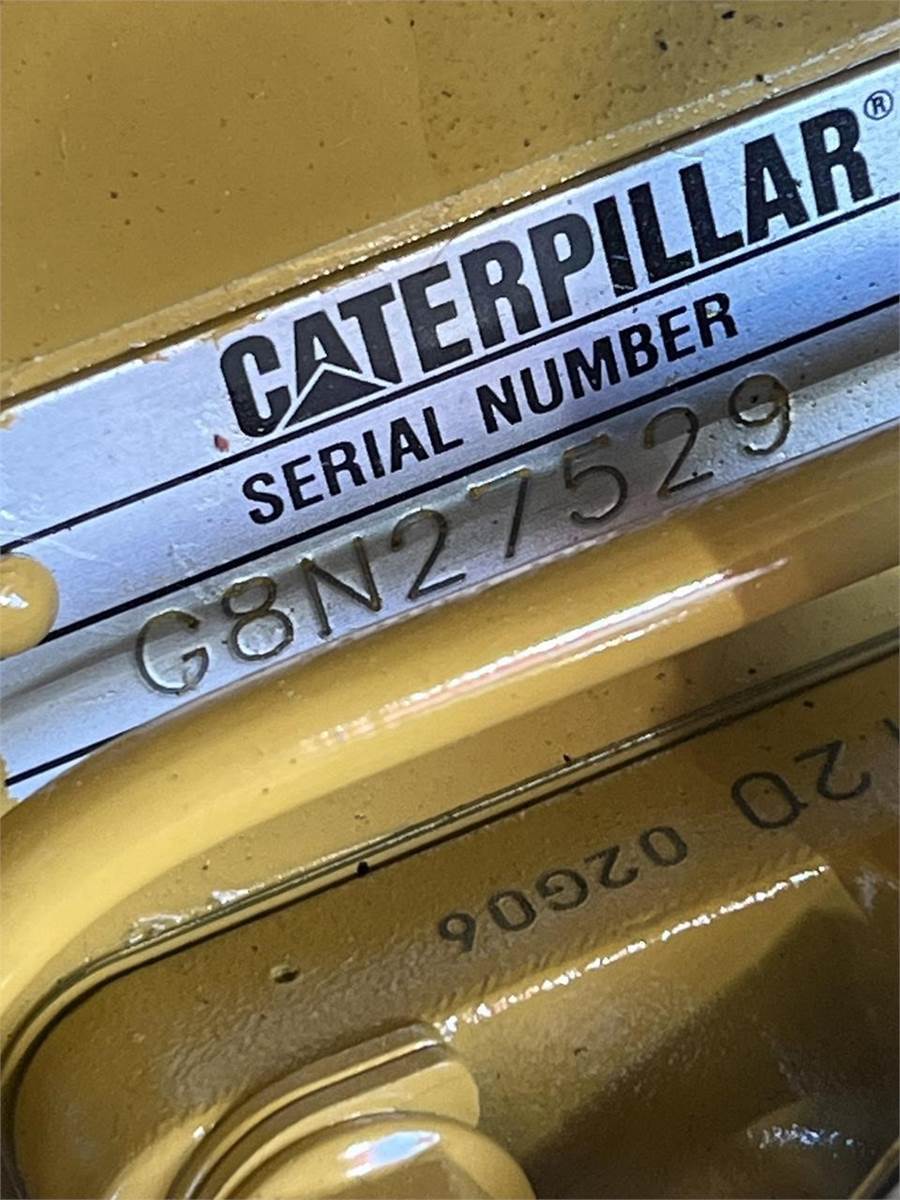 CATERPILLAR®
SERIAL NUMBER
G8N27529
.20 02G06